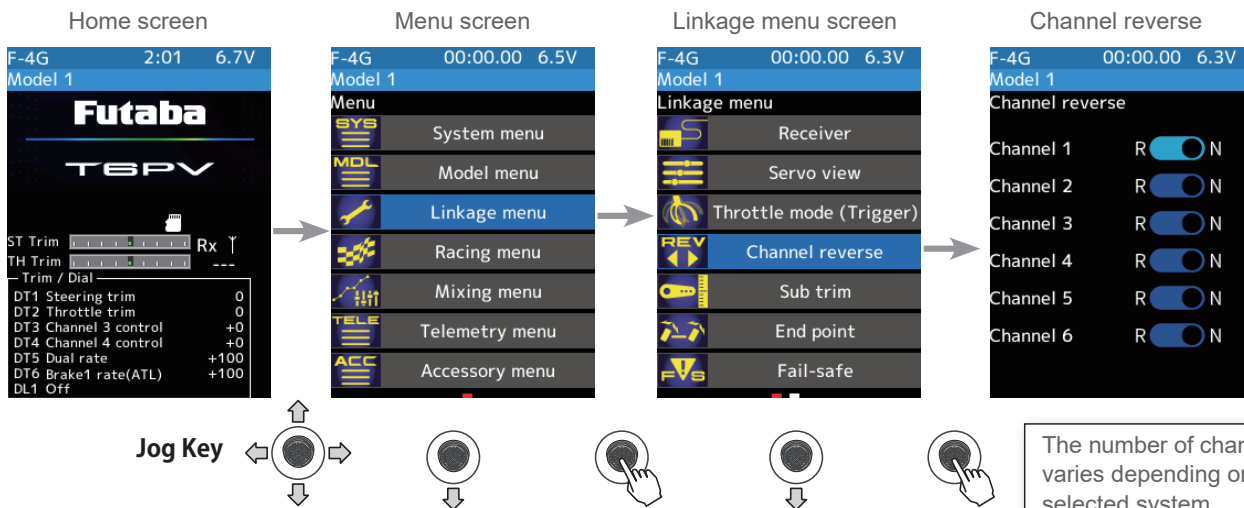 Home screen
F-4G 2:01 6.7V
Model 1
Futaba
T6PV
ST Trim Rx
TH Trim ---
Trim / Dial
DT1 Steering trim 0
DT2 Throttle trim 0
DT3 Channel 3 control +0
DT4 Channel 4 control +0
DT5 Dual rate +100
DT6 Brake1 rate(ATL) +100
DL1 Off
Menu screen
F-4G 00:00.00 6.5V
Model 1
Menu
SYS System menu
MDL Model menu
Linkage menu
Racing menu
Mixing menu
TELE Telemetry menu
ACC Accessory menu
Linkage menu screen
F-4G 00:00.00 6.3V
Model 1
Linkage menu
Receiver
Servo view
Throttle mode (Trigger)
REV Channel reverse
Sub trim
End point
F/S Fail-safe
Channel reverse
F-4G 00:00.00 6.3V
Model 1
Channel reverse
Channel 1 R N
Channel 2 R N
Channel 3 R N
Channel 4 R N
Channel 5 R N
Channel 6 R N
Jog Key
The number of chan
varies depending o
selected system